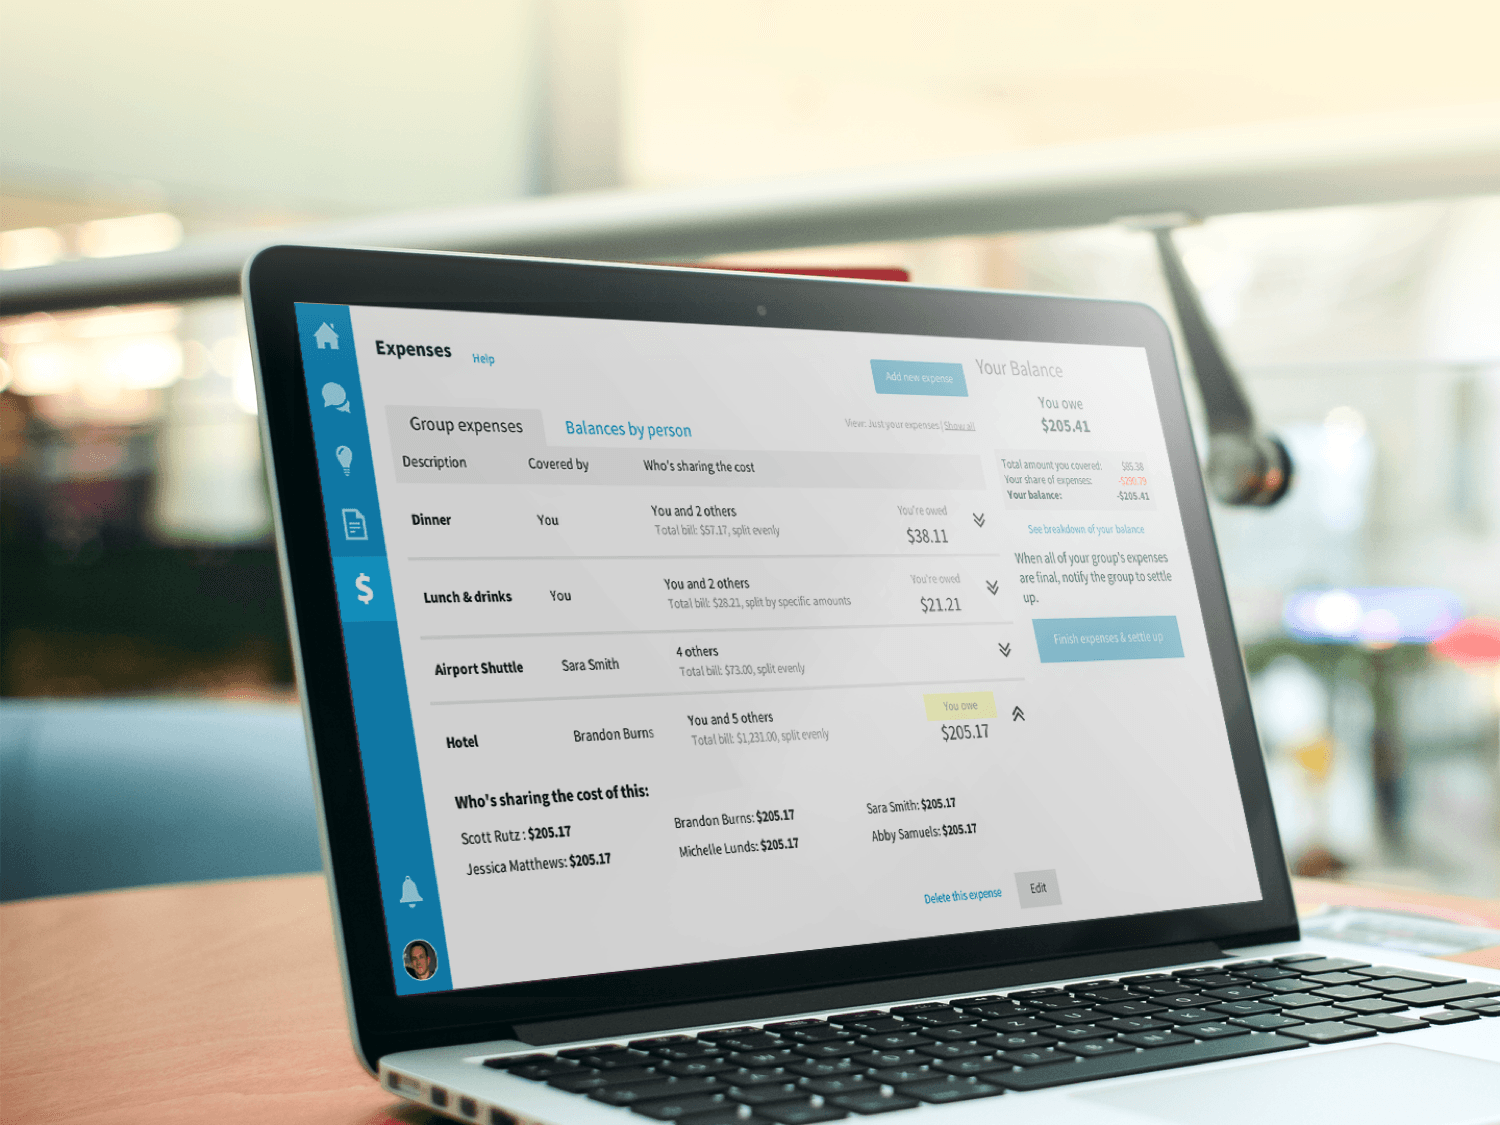 Expenses Help
Add new expense
Group expenses
Balances by person
View: Just your expenses | Show all
Description Covered by Who's sharing the cost
Dinner You You and 2 others You're owed
Total bill: $57.17, split evenly $38.11
Lunch & drinks You You and 2 others You're owed
Total bill: $28.21, split by specific amounts $21.21
Airport Shuttle Sara Smith 4 others
Total bill: $73.00, split evenly
Hotel Brandon Burns You and 5 others You owe
Total bill: $1,231.00, split evenly $205.17
Who's sharing the cost of this:
Scott Rutz : $205.17 Brandon Burns: $205.17 Sara Smith: $205.17
Jessica Matthews: $205.17 Michelle Lunds: $205.17 Abby Samuels: $205.17
Delete this expense Edit
Your Balance
You owe
$205.41
Total amount you covered: $85.38
Your share of expenses: -$290.79
Your balance: -$205.41
See breakdown of your balance
When all of your group's expenses
are final, notify the group to settle
up.
Finish expenses & settle up